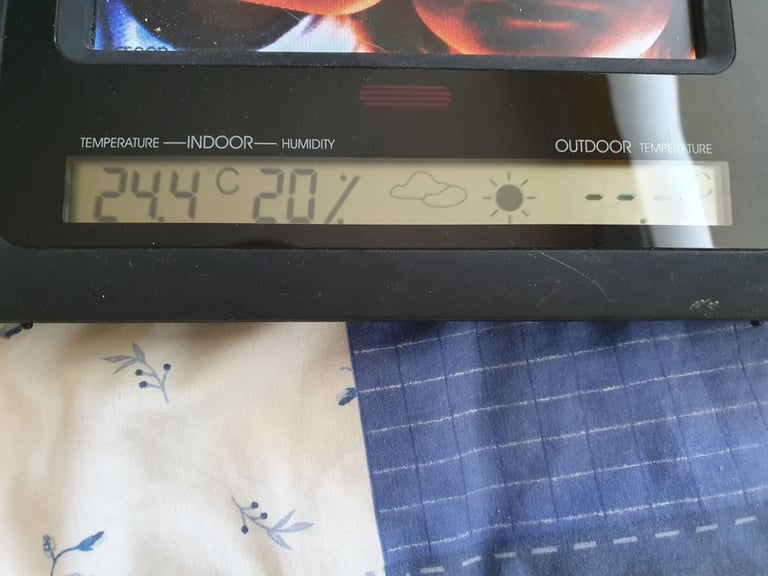 TEMPERATURE — INDOOR — HUMIDITY
OUTDOOR TEMPERATURE
24.4 °C 20%
--.- °C